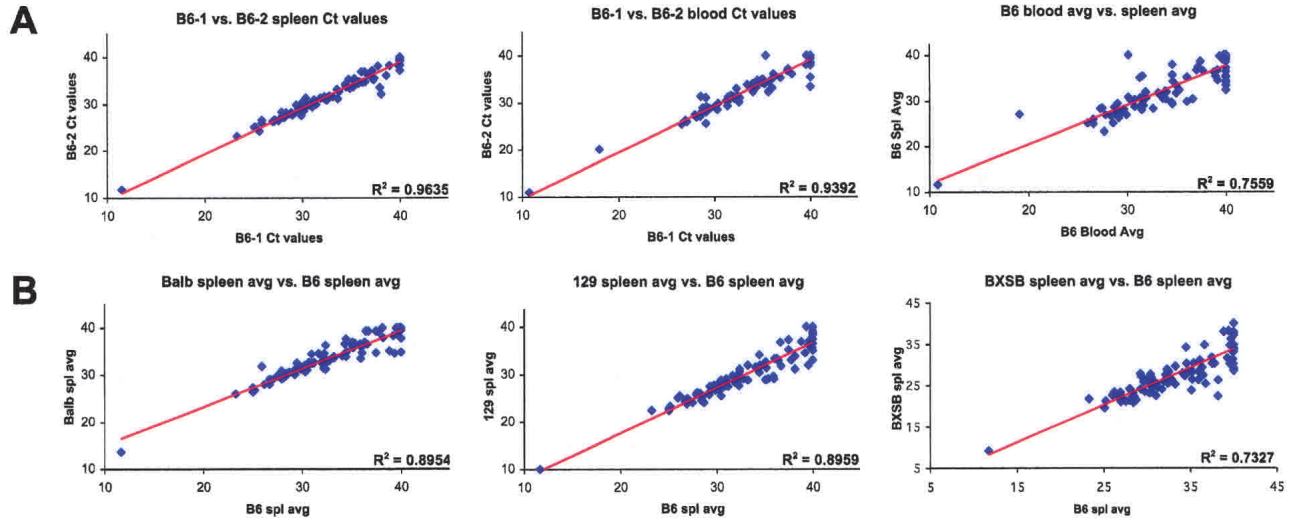 A
B6-1 vs. B6-2 spleen Ct values
B6-2 Ct values
40
30
20
10
R² = 0.9635
10 20 30 40
B6-1 Ct values
B6-1 vs. B6-2 blood Ct values
B6-2 Ct values
40
30
20
10
R² = 0.9392
10 20 30 40
B6-1 Ct values
B6 blood avg vs. spleen avg
B6 Spl Avg
40
30
20
10
R² = 0.7559
10 20 30 40
B6 Blood Avg
B
Balb spleen avg vs. B6 spleen avg
Balb spl avg
40
30
20
10
R² = 0.8954
10 20 30 40
B6 spl avg
129 spleen avg vs. B6 spleen avg
129 spl avg
40
30
20
10
R² = 0.8959
10 20 30 40
B6 spl avg
BXSB spleen avg vs. B6 spleen avg
BXSB spl avg
45
35
25
15
5
R² = 0.7327
5 15 25 35 45
B6 spl avg